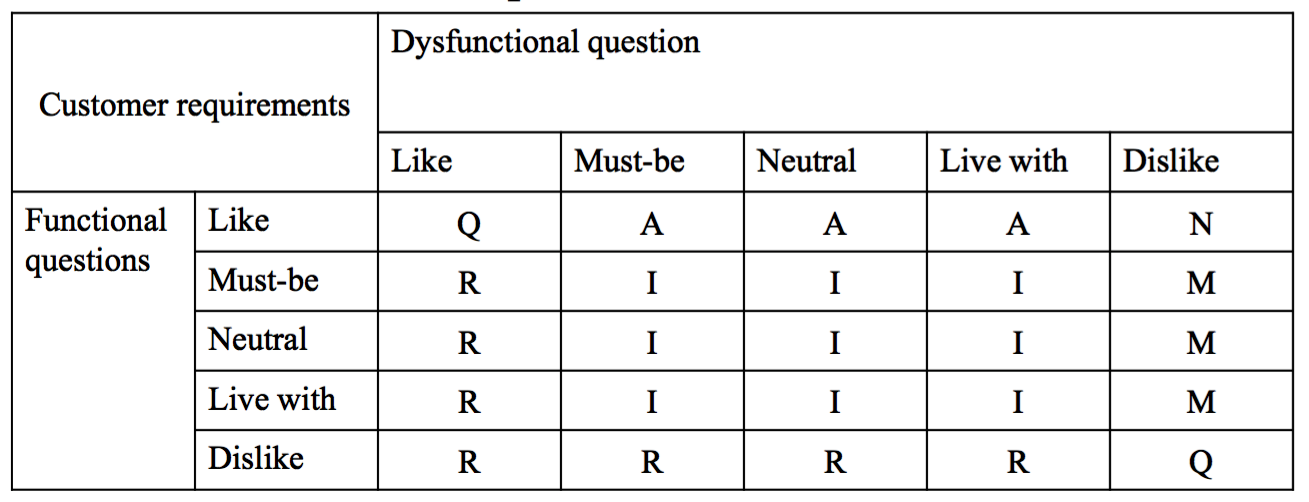 Customer requirements
Dysfunctional question
Like Must-be Neutral Live with Dislike
Functional questions
Like Q A A A N
Must-be R I I I M
Neutral R I I I M
Live with R I I I M
Dislike R R R R Q